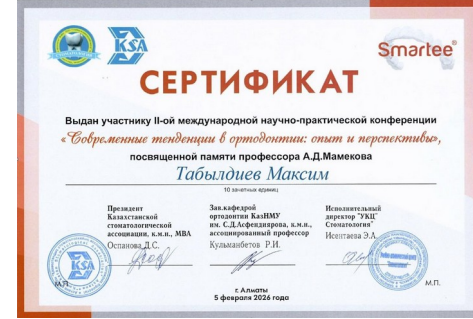 KSA
Smartee®
СЕРТИФИКАТ
Выдан участнику II-ой международной научно-практической конференции
«Современные тенденции в ортодонтии: опыт и перспективы»,
посвященной памяти профессора А.Д.Мамекова
Табылдиев Максим
10 зачетных единиц
Президент
Казахстанской
стоматологической
ассоциации, к.м.н., MBA
Оспанова Д.С.
Зав.кафедрой
ортодонтии КазНМУ
им. С.Д.Асфендиярова, к.м.н.,
ассоциированный профессор
Кульманбетов Р.И.
Исполнительный
директор "УКЦ"
Стоматология"
Исентаева Э.А.
KSA
М.П.
М.П.
г. Алматы
5 февраля 2026 года